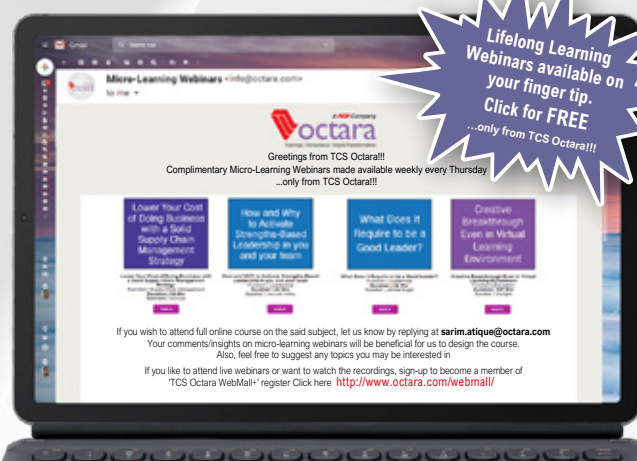 Lifelong Learning
Webinars available on
your finger tip.
Click for FREE
...only from TCS Octara!!!
Gmail
Micro-Learning Webinars <info@octara.com>
to me
octara
Greetings from TCS Octara!!!
Complimentary Micro-Learning Webinars made available weekly every Thursday
...only from TCS Octara!!!
Lower Your Cost
of Doing Business
with a Solid
Supply Chain
Management
Strategy
How and Why
to Activate
Strengths-Based
Leadership in you
and your team
What Does it
Require to be a
Good Leader?
Creative
Breakthrough
Even in Virtual
Learning
Environment
If you wish to attend full online course on the said subject, let us know by replying at sarim.atique@octara.com
Your comments/insights on micro-learning webinars will be beneficial for us to design the course.
Also, feel free to suggest any topics you may be interested in
If you like to attend live webinars or want to watch the recordings, sign-up to become a member of
'TCS Octara WebMall+' register Click here http://www.octara.com/webmall/